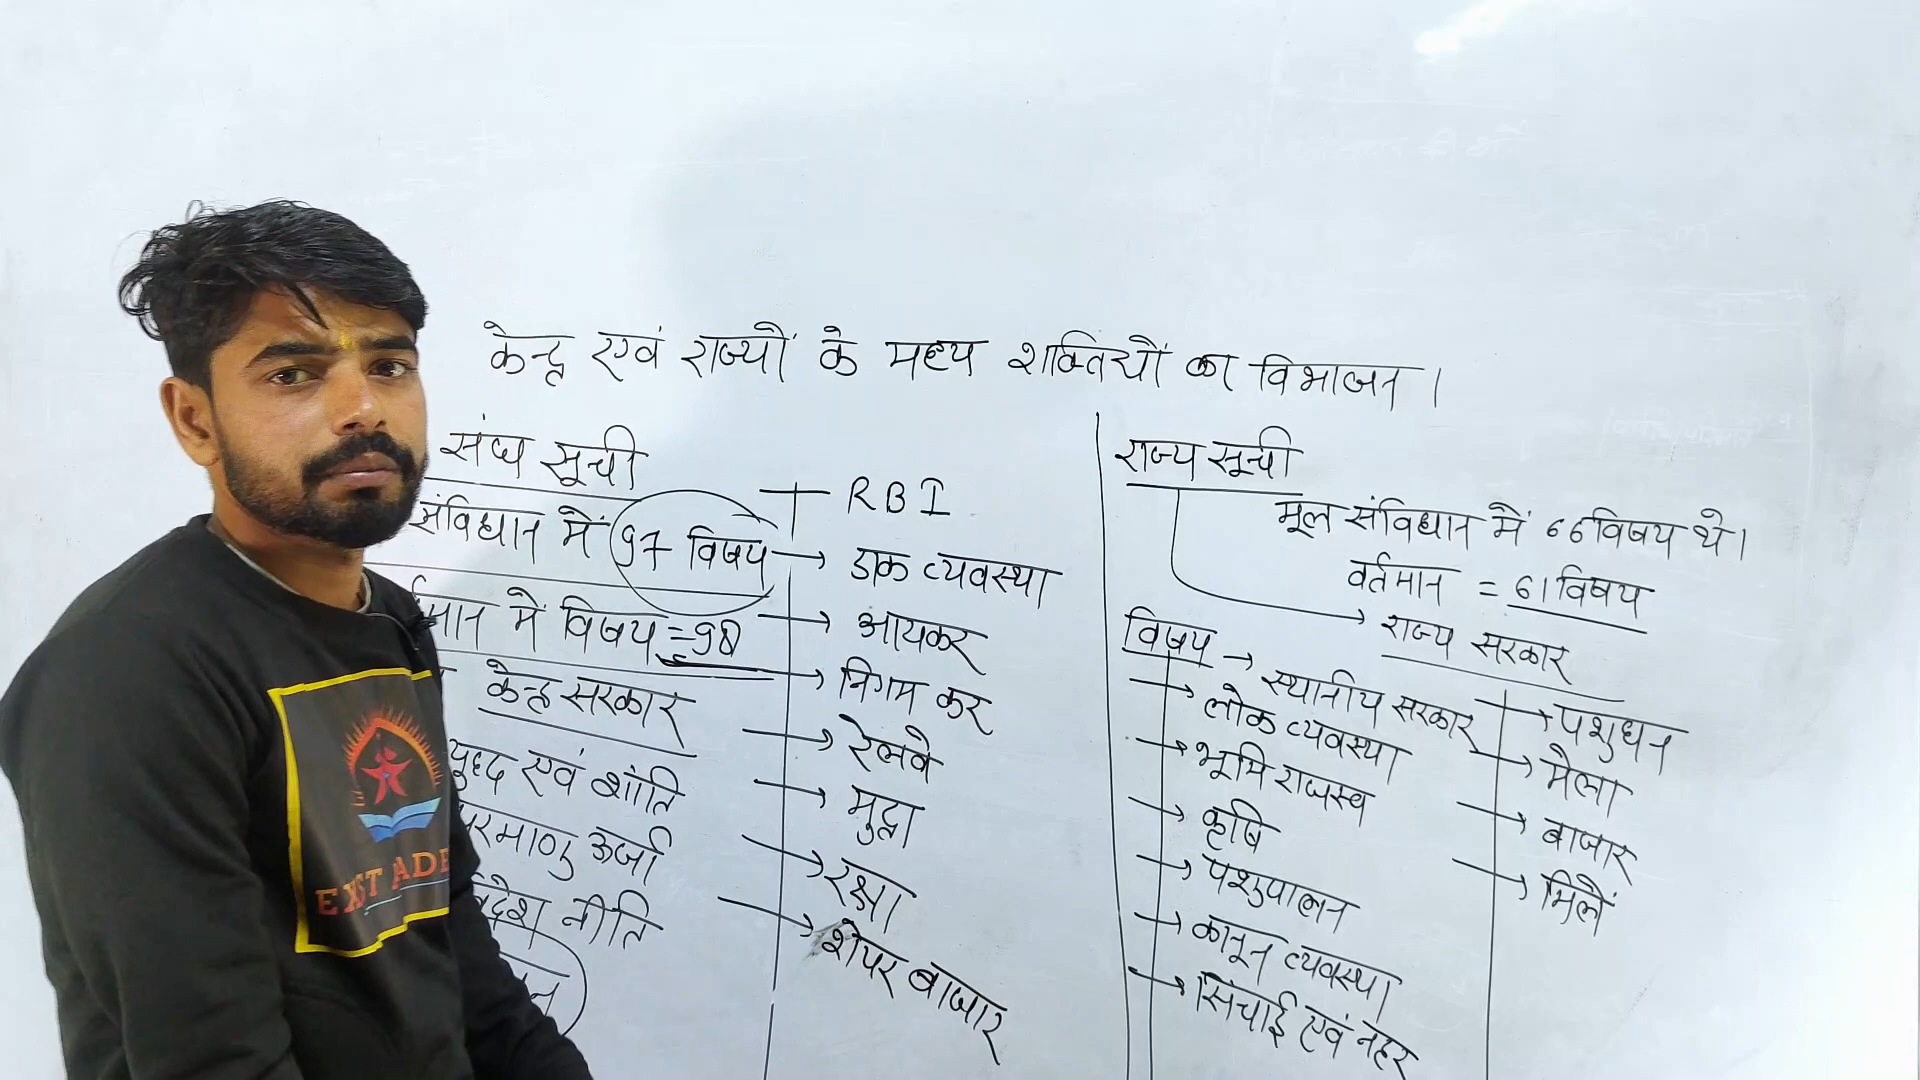 केन्द्र एवं राज्यों के मध्य शक्तियों का विभाजन।
संघ सूची
संविधान में 97 विषय
मान में विषय = 98
केन्द्र सरकार
युद्ध एवं शांति
ऊर्जा
नीति
RBI
डाक व्यवस्था
आयकर
निगम कर
रेलवे
मुद्रा
रक्षा
शेयर बाजार
राज्य सूची
मूल संविधान में 66 विषय थे।
वर्तमान = 61 विषय
राज्य सरकार
विषय → स्थानीय सरकार
लोक व्यवस्था
भूमि राजस्व
कृषि
पशुपालन
कानून व्यवस्था
सिंचाई एवं नहर
पशुधन
मेला
बाजार
मिलें